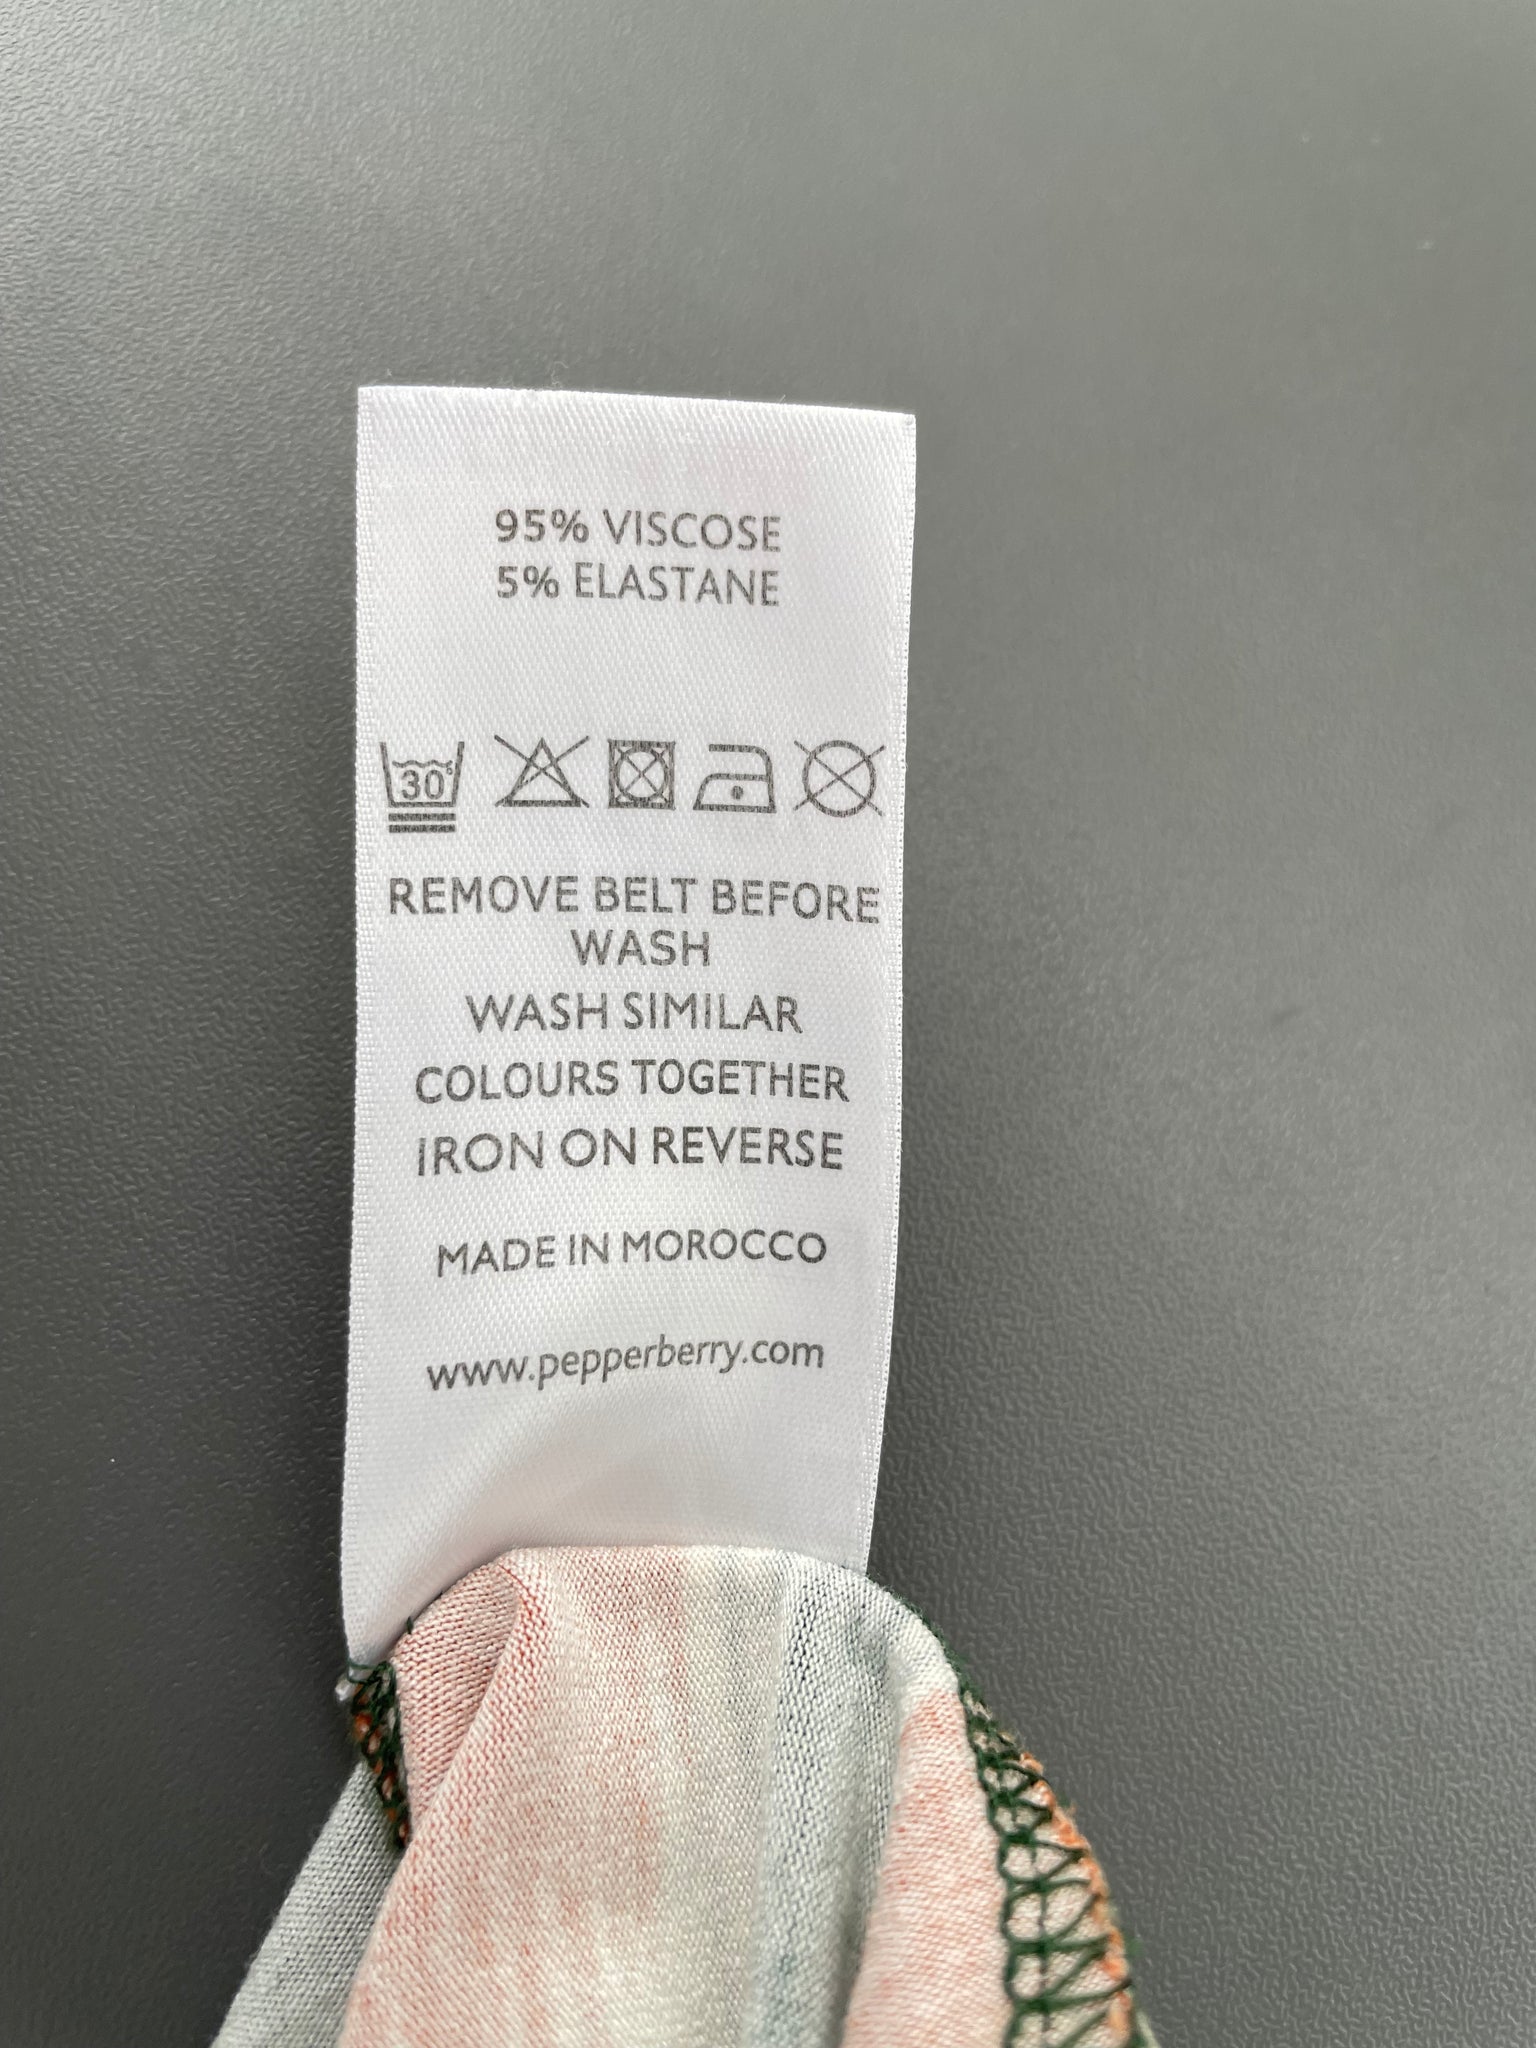 95% VISCOSE
5% ELASTANE
30°
REMOVE BELT BEFORE
WASH
WASH SIMILAR
COLOURS TOGETHER
IRON ON REVERSE
MADE IN MOROCCO
www.pepperberry.com